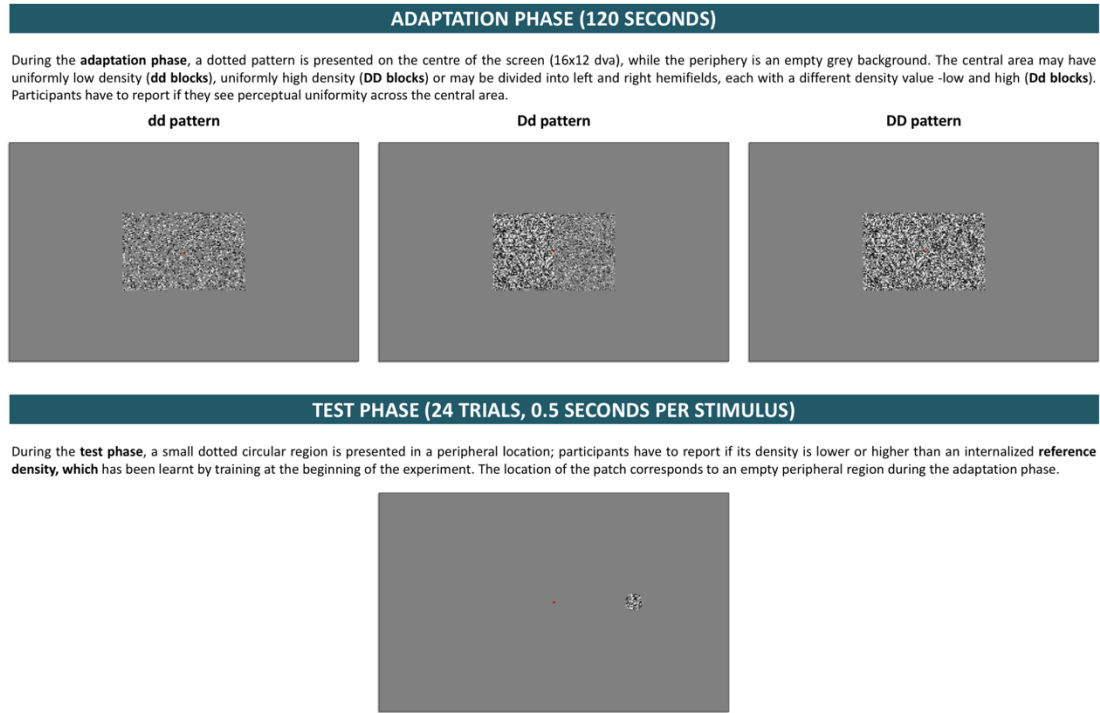 ADAPTATION PHASE (120 SECONDS)
During the adaptation phase, a dotted pattern is presented on the centre of the screen (16x12 dva), while the periphery is an empty grey background. The central area may have
uniformly low density (dd blocks), uniformly high density (DD blocks) or may be divided into left and right hemifields, each with a different density value -low and high (Dd blocks).
Participants have to report if they see perceptual uniformity across the central area.
dd pattern
Dd pattern
DD pattern
TEST PHASE (24 TRIALS, 0.5 SECONDS PER STIMULUS)
During the test phase, a small dotted circular region is presented in a peripheral location; participants have to report if its density is lower or higher than an internalized reference
density, which has been learnt by training at the beginning of the experiment. The location of the patch corresponds to an empty peripheral region during the adaptation phase.